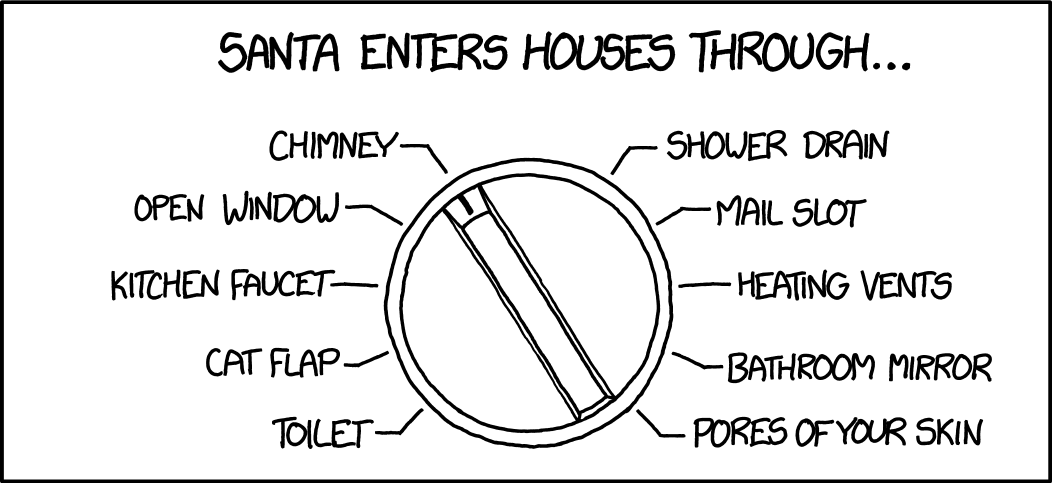 SANTA ENTERS HOUSES THROUGH...
CHIMNEY
OPEN WINDOW
KITCHEN FAUCET
CAT FLAP
TOILET
SHOWER DRAIN
MAIL SLOT
HEATING VENTS
BATHROOM MIRROR
PORES OF YOUR SKIN